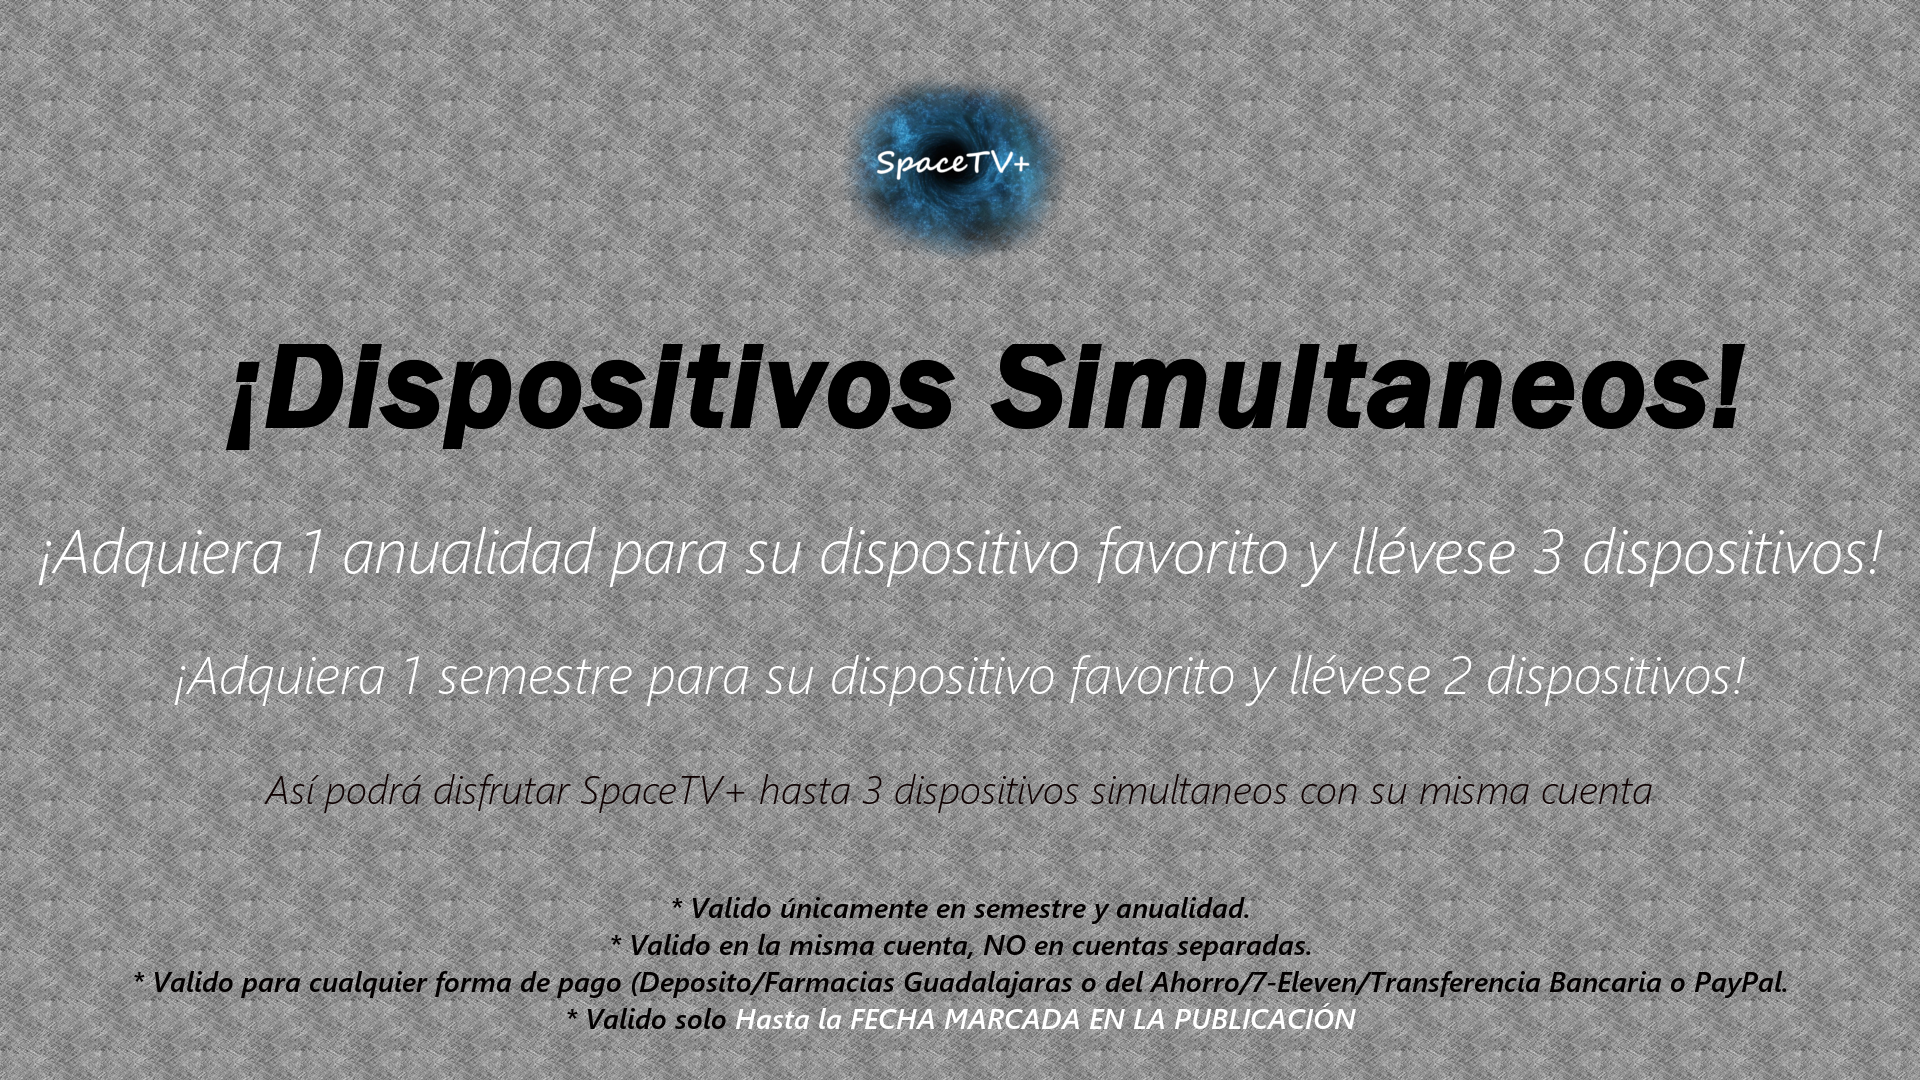 SpaceTV+
¡Dispositivos Simultaneos!
¡Adquiera 1 anualidad para su dispositivo favorito y llévese 3 dispositivos!
¡Adquiera 1 semestre para su dispositivo favorito y llévese 2 dispositivos!
Así podrá disfrutar SpaceTV+ hasta 3 dispositivos simultaneos con su misma cuenta
* Valido únicamente en semestre y anualidad.
* Valido en la misma cuenta, NO en cuentas separadas.
* Valido para cualquier forma de pago (Deposito/Farmacias Guadalajaras o del Ahorro/7-Eleven/Transferencia Bancaria o PayPal.
* Valido solo Hasta la FECHA MARCADA EN LA PUBLICACIÓN